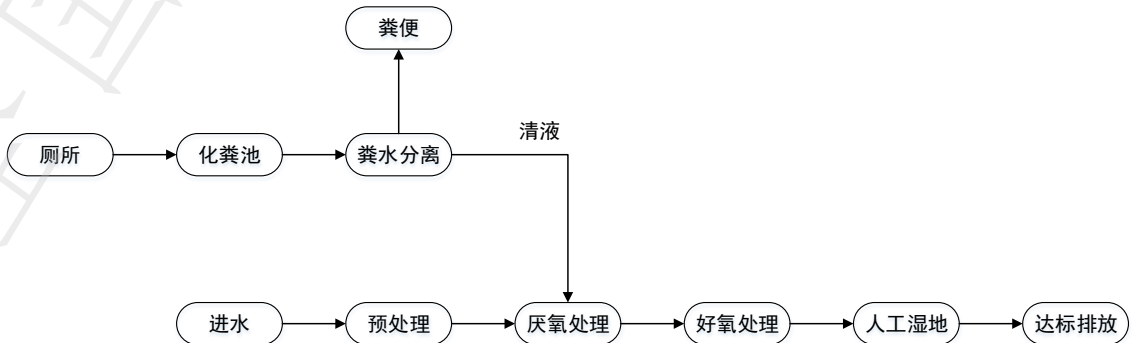 粪便
清液
厕所
化粪池
粪水分离
进水
预处理
厌氧处理
好氧处理
人工湿地
达标排放